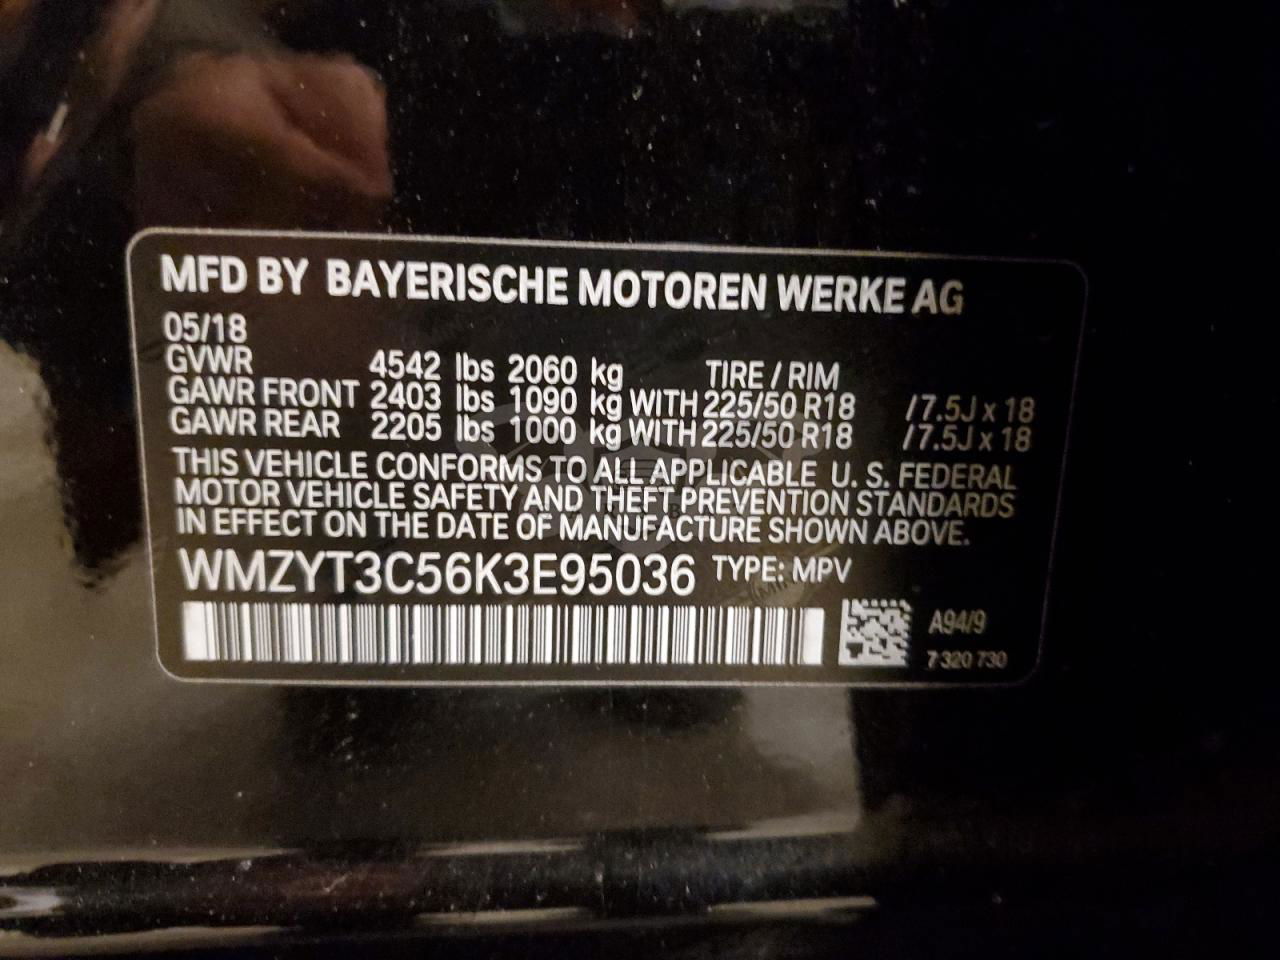 MFD BY BAYERISCHE MOTOREN WERKE AG
05/18
GVWR 4542 lbs 2060 kg TIRE / RIM
GAWR FRONT 2403 lbs 1090 kg WITH 225/50 R18 / 7.5J x 18
GAWR REAR 2205 lbs 1000 kg WITH 225/50 R18 / 7.5J x 18
THIS VEHICLE CONFORMS TO ALL APPLICABLE U. S. FEDERAL
MOTOR VEHICLE SAFETY AND THEFT PREVENTION STANDARDS
IN EFFECT ON THE DATE OF MANUFACTURE SHOWN ABOVE.
WMZYT3C56K3E95036 TYPE: MPV
A94/9
7 320 730